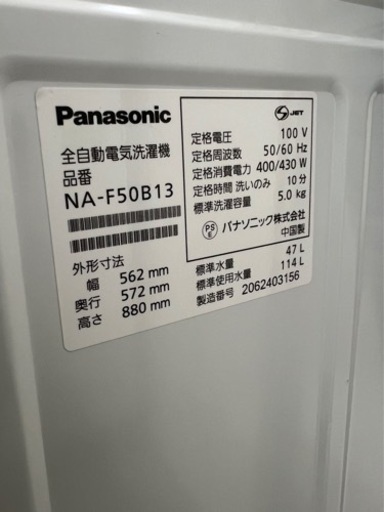 Panasonic
全自動電気洗濯機
品番
NA-F50B13
外形寸法
幅 562 mm
奥行 572 mm
高さ 880 mm
S JET
定格電圧 100 V
定格周波数 50/60 Hz
定格消費電力 400/430 W
定格時間 洗いのみ 10分
標準洗濯容量 5.0 kg
PS E パナソニック株式会社
中国製
標準水量 47 L
標準使用水量 114 L
製造番号 2062403156